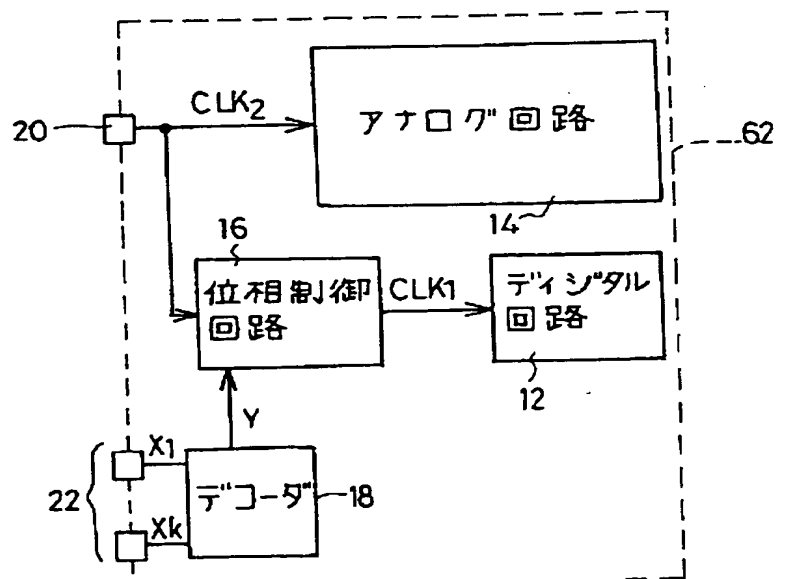 20
CLK₂
アナログ回路
62
14
16
位相制御
回路
CLK1
ディジタル
回路
12
Y
22
X1
Xk
デコーダ
18